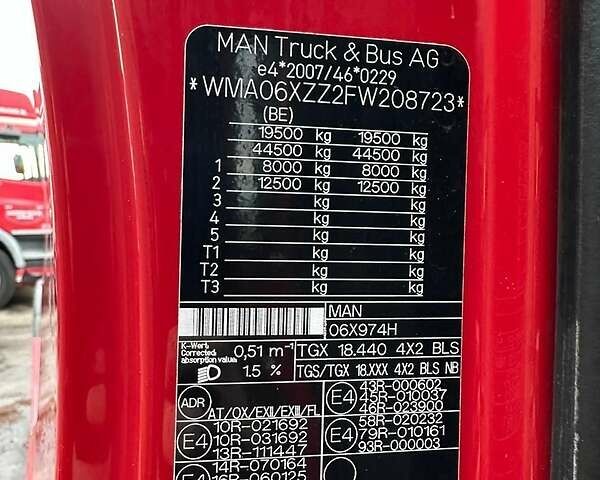 MAN Truck & Bus AG
e4*2007/46*0229
*WMA06XZZ2FW208723*
(BE)
19500 kg 19500 kg
44500 kg 44500 kg
1 8000 kg 8000 kg
2 12500 kg 12500 kg
3 kg kg
4 kg kg
5 kg kg
T1 kg kg
T2 kg kg
T3 kg kg
MAN
06X974H
K-Wert, Corrected absorption value 0,51 m⁻¹ TGX 18.440 4X2 BLS
1.5 % TGS/TGX 18.XXX 4X2 BLS NB
ADR AT/OX/EXII/EXIII/FL
E4 43R-000602
45R-010037
46R-023900
E4 10R-021692
10R-031692
13R-111447
E4 58R-020232
79R-010161
93R-000003
E4 14R-070164
16R-060125